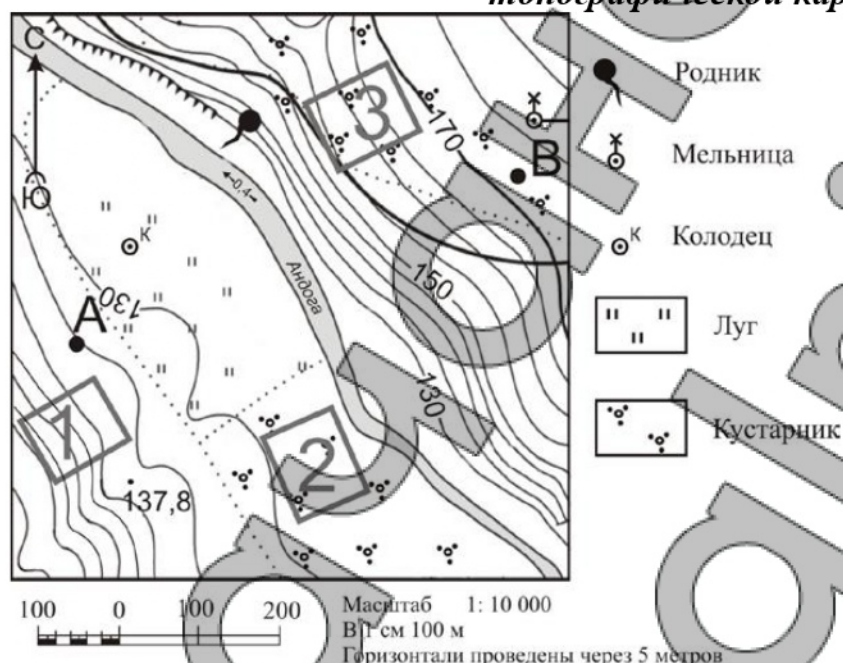 топографической кар
С
Родник
3
170
В
Мельница
Ю
0,4
К
К
Колодец
Андога
150
130
А
Луг
130
1
2
Кустарник
137,8
100 0 100 200
Масштаб 1: 10 000
В 1 см 100 м
Горизонтали проведены через 5 метров